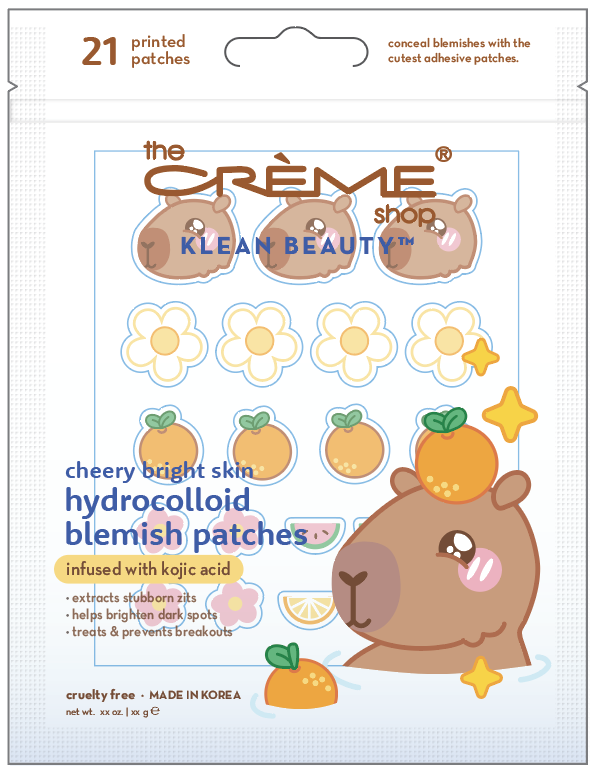 21 printed
patches
conceal blemishes with the
cutest adhesive patches.
the
CRÈME®
shop
KLEAN BEAUTY™
cheery bright skin
hydrocolloid
blemish patches
infused with kojic acid
• extracts stubborn zits
• helps brighten dark spots
• treats & prevents breakouts
cruelty free · MADE IN KOREA
net wt. xx oz. | xx g ℮